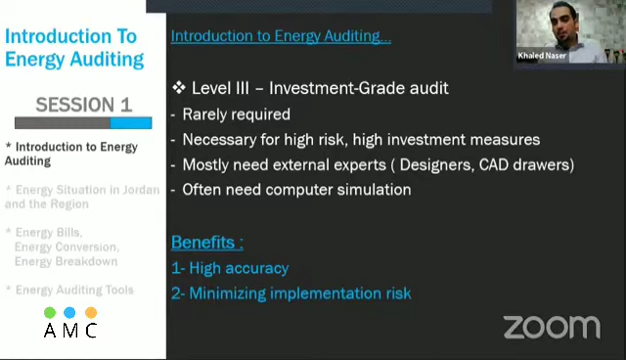 Introduction To
Energy Auditing
SESSION 1
* Introduction to Energy
Auditing
* Energy Situation in Jordan
and the Region
* Energy Bills,
Energy Conversion,
Energy Breakdown
* Energy Auditing Tools
AMC
Introduction to Energy Auditing...
❖ Level III – Investment-Grade audit
- Rarely required
- Necessary for high risk, high investment measures
- Mostly need external experts ( Designers, CAD drawers)
- Often need computer simulation
Benefits :
1- High accuracy
2- Minimizing implementation risk
Khaled Naser
zoom